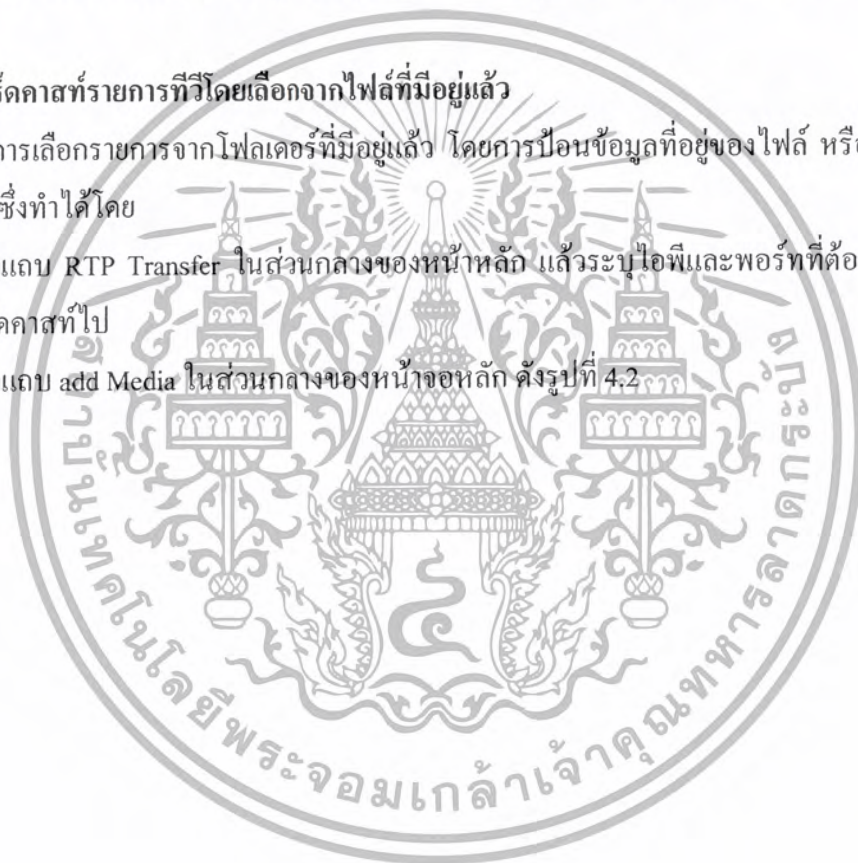 ร็ดคาสท์รายการทีวีโดยเลือกจากไฟล์ที่มีอยู่แล้ว
การเลือกรายการจากโฟลเดอร์ที่มีอยู่แล้ว โดยการป้อนข้อมูลที่อยู่ของไฟล์ หรือ
ซึ่งทำได้โดย
แถบ RTP Transfer ในส่วนกลางของหน้าหลัก แล้วระบุไอพีและพอร์ทที่ต้อ
ดคาสท์ไป
แถบ add Media ในส่วนกลางของหน้าจอหลัก ดังรูปที่ 4.2
สถาบันเทคโนโลยีพระจอมเกล้าเจ้าคุณทหารลาดกระบัง